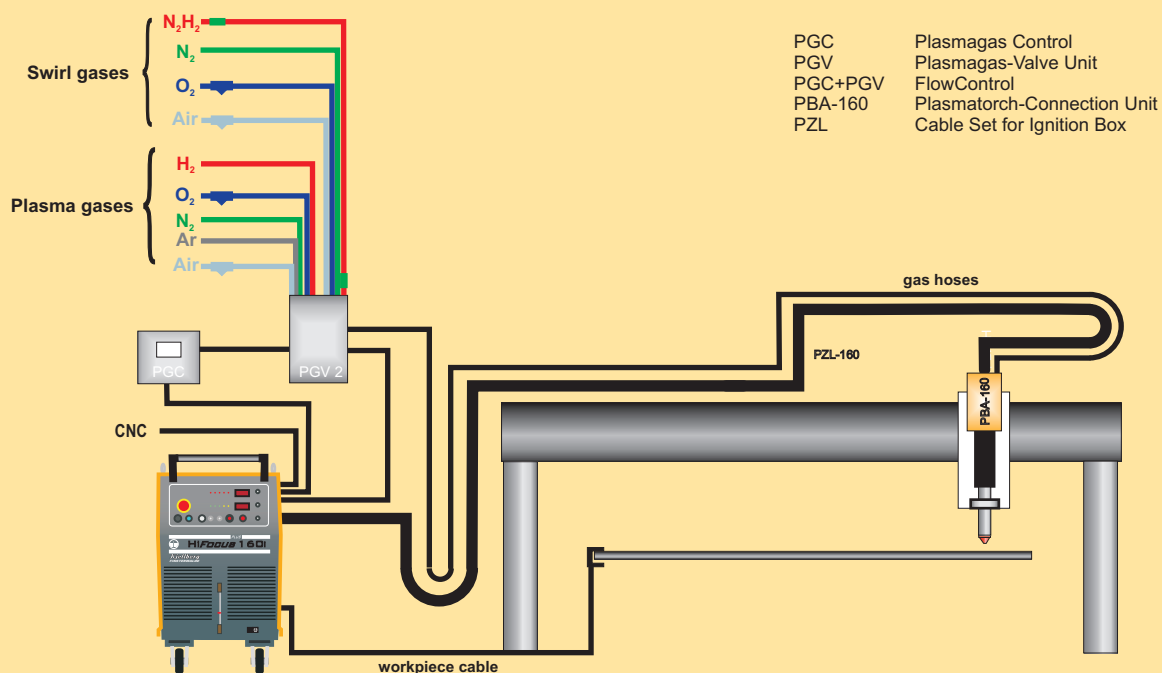 N₂H₂
N₂
Swirl gases
O₂
Air
H₂
Plasma gases
O₂
N₂
Ar
Air
PGC Plasmagas Control
PGV Plasmagas-Valve Unit
PGC+PGV FlowControl
PBA-160 Plasmatorch-Connection Unit
PZL Cable Set for Ignition Box
gas hoses
PZL-160
PGC
PGV 2
PBA-160
CNC
HiFocus 160i
Kjellberg
workpiece cable